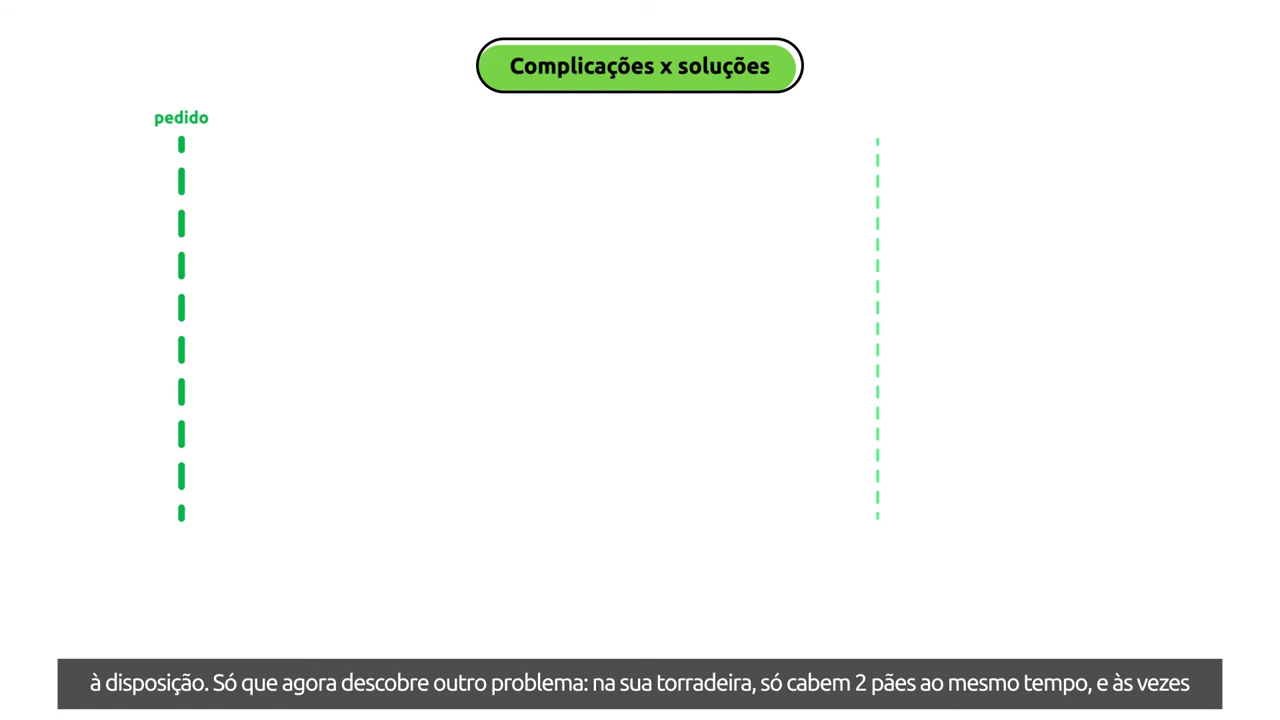 Complicações x soluções
pedido
à disposição. Só que agora descobre outro problema: na sua torradeira, só cabem 2 pães ao mesmo tempo, e às vezes